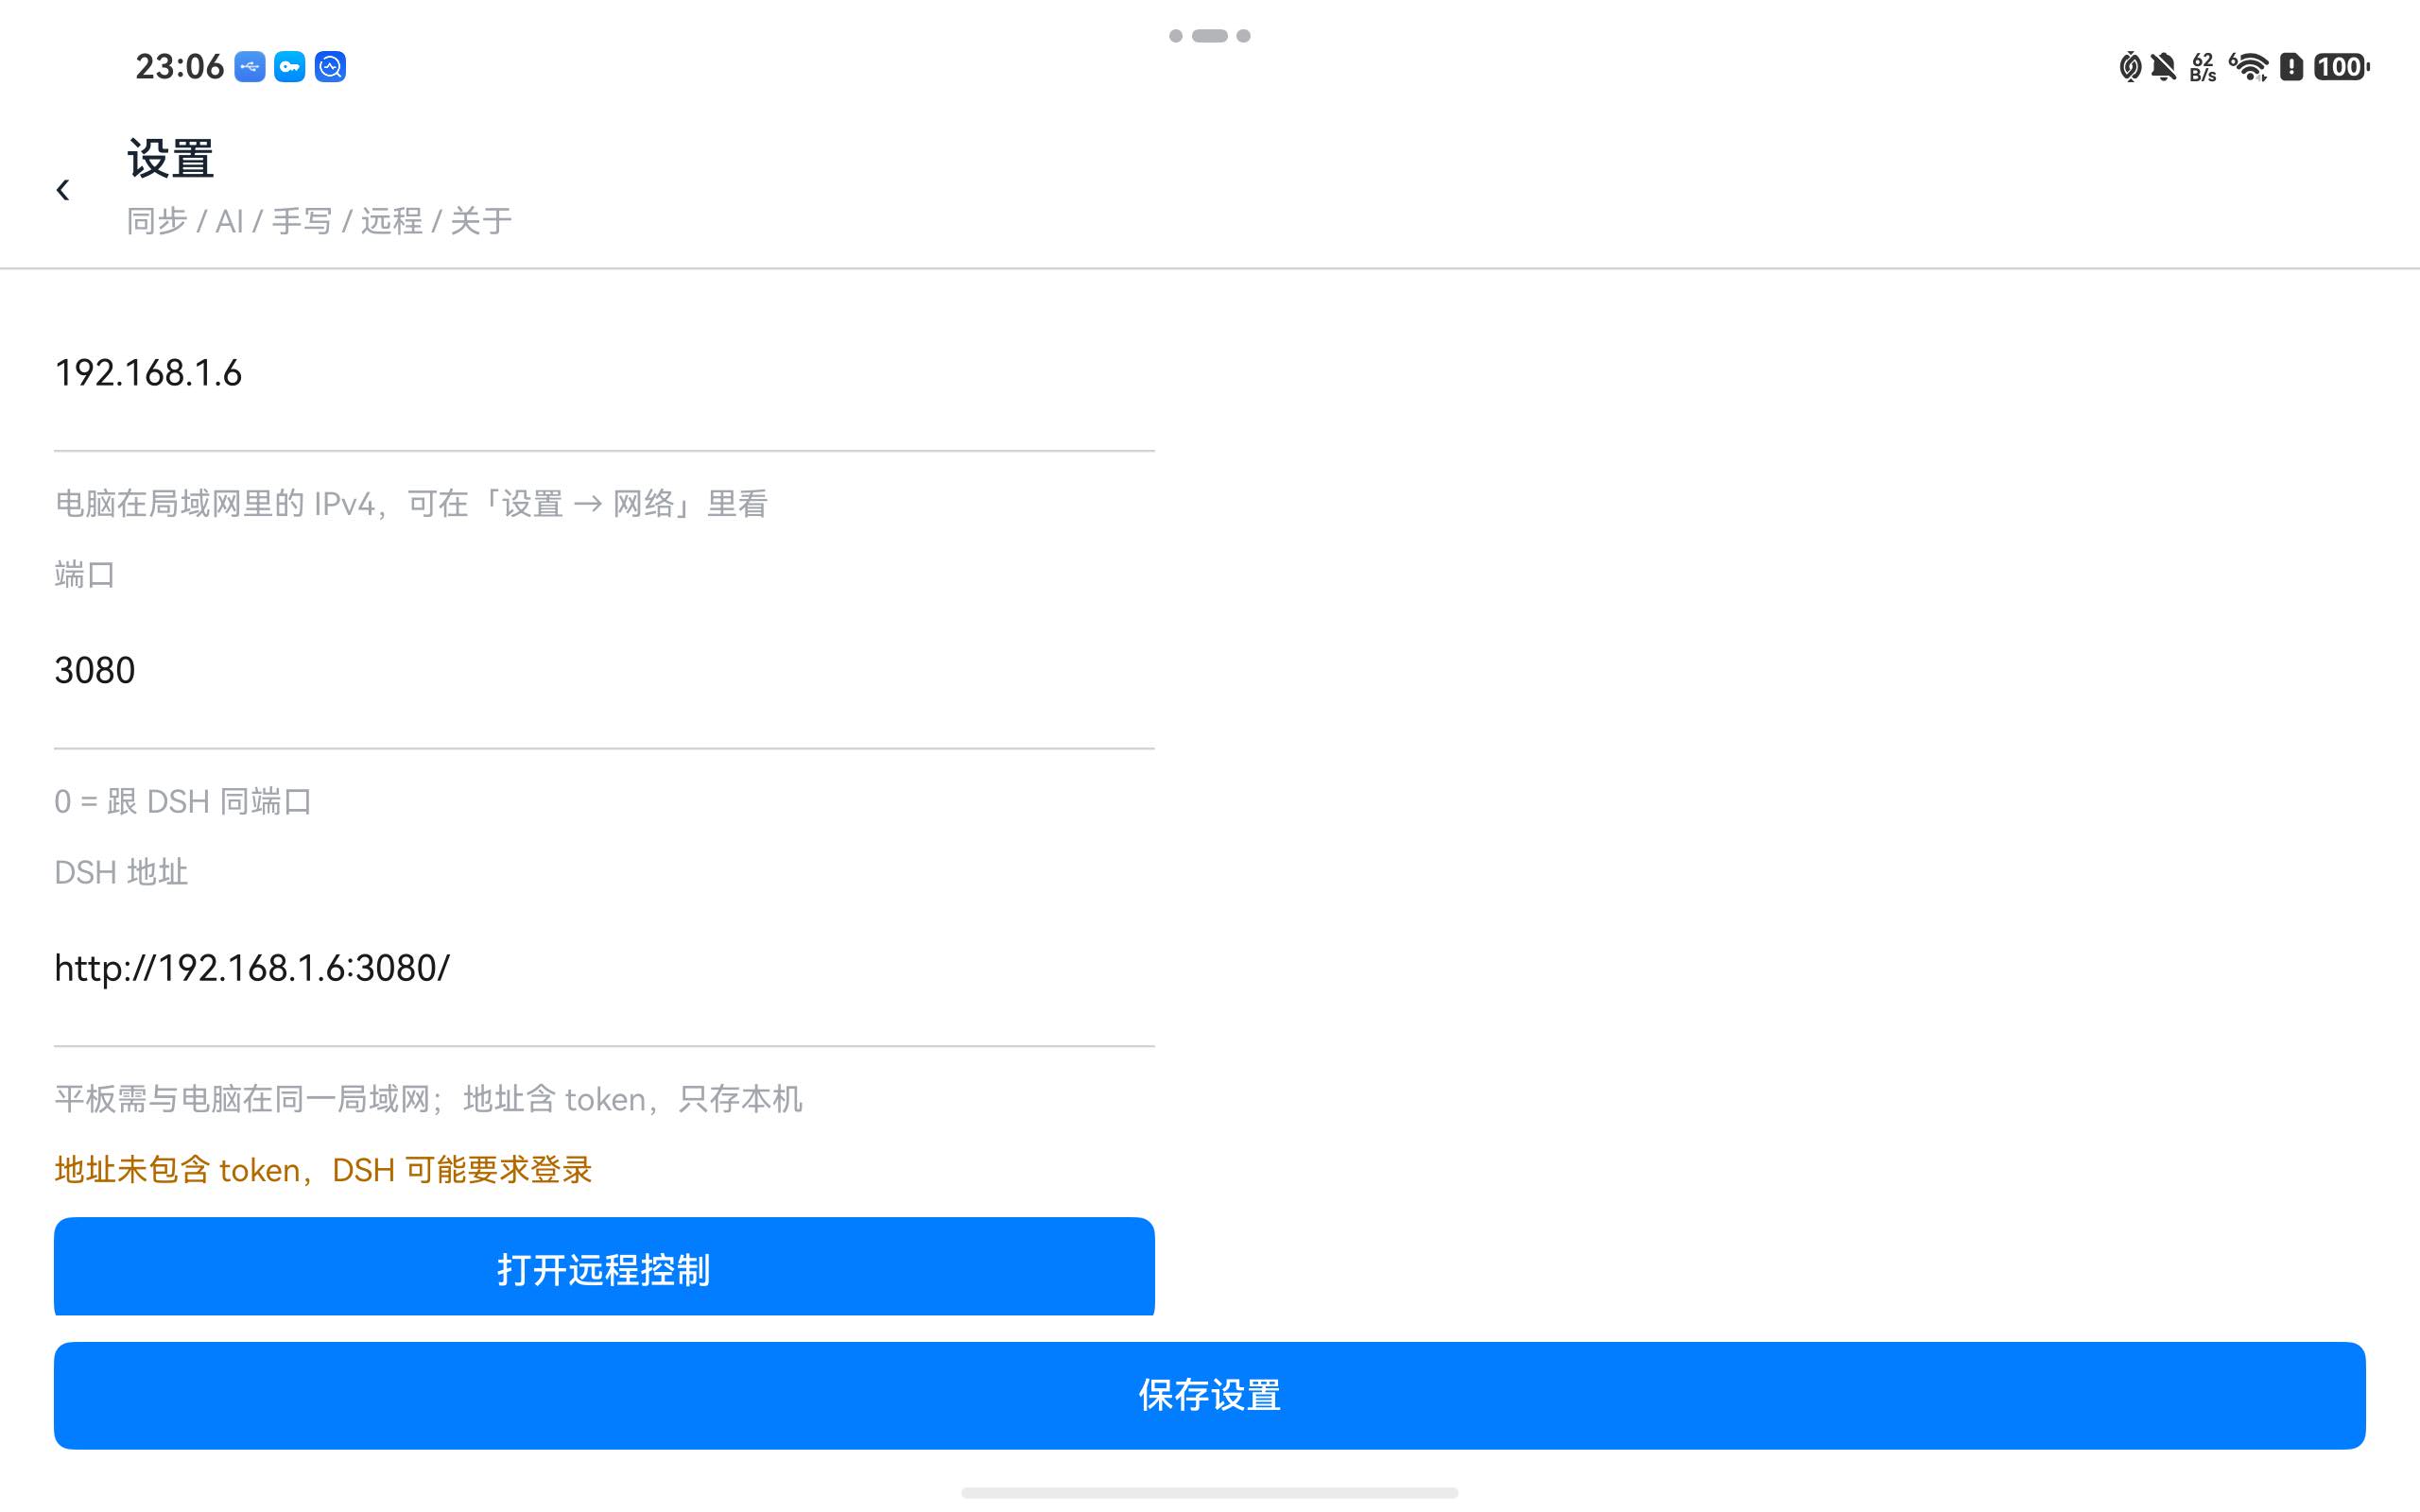 23:06
62 B/s
6
100
设置
同步 / AI / 手写 / 远程 / 关于
192.168.1.6
电脑在局域网里的 IPv4，可在「设置 → 网络」里看
端口
3080
0 = 跟 DSH 同端口
DSH 地址
http://192.168.1.6:3080/
平板需与电脑在同一局域网；地址含 token，只存本机
地址未包含 token，DSH 可能要求登录
打开远程控制
保存设置